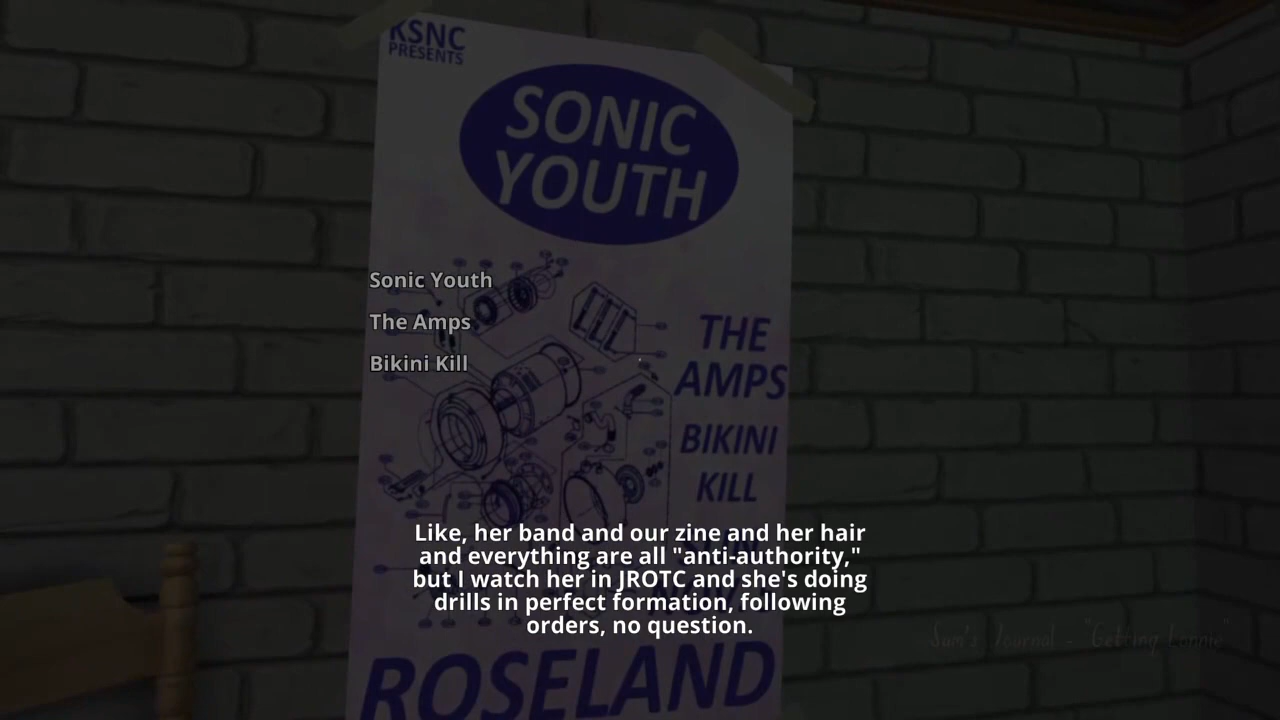 KSNC
PRESENTS
SONIC
YOUTH
Sonic Youth
The Amps
Bikini Kill
THE
AMPS
BIKINI
KILL
Like, her band and our zine and her hair
and everything are all "anti-authority,"
but I watch her in JROTC and she's doing
drills in perfect formation, following
orders, no question.
Sam's Journal - "Getting Lonnie"
ROSELAND